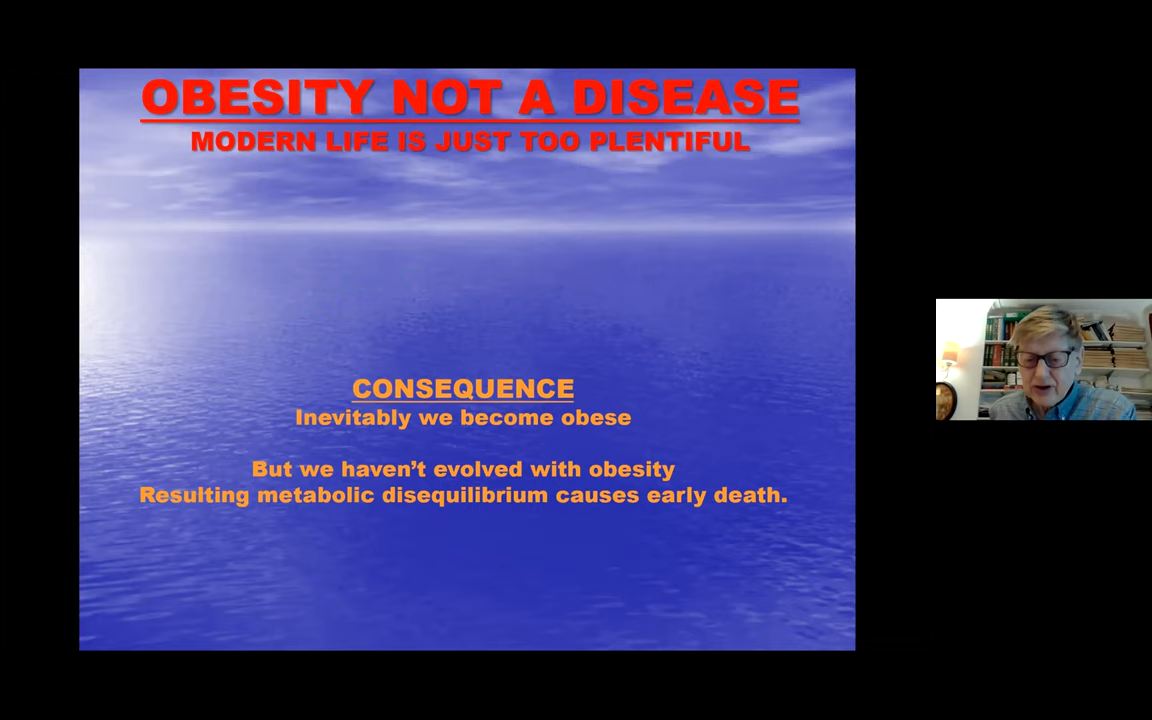 OBESITY NOT A DISEASE
MODERN LIFE IS JUST TOO PLENTIFUL
CONSEQUENCE
Inevitably we become obese
But we haven’t evolved with obesity
Resulting metabolic disequilibrium causes early death.